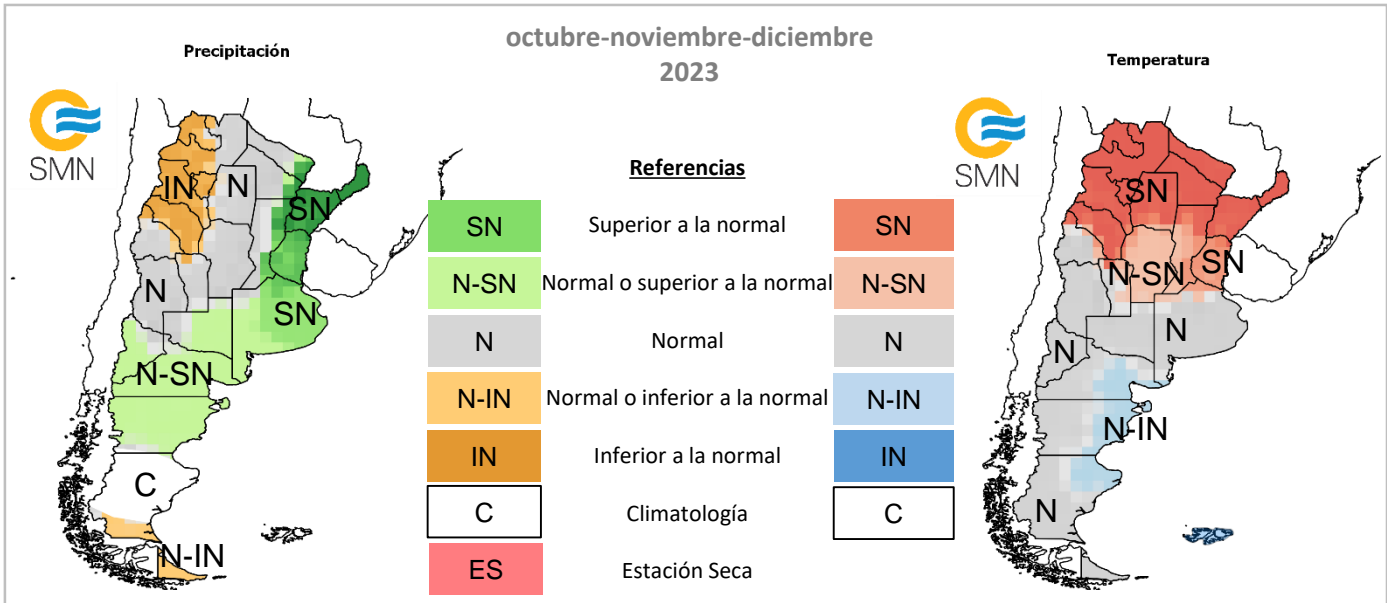 octubre-noviembre-diciembre
2023
Precipitación
SMN
IN
N
SN
N
SN
N-SN
C
N-IN
Referencias
SN Superior a la normal SN
N-SN Normal o superior a la normal N-SN
N Normal N
N-IN Normal o inferior a la normal N-IN
IN Inferior a la normal IN
C Climatología C
ES Estación Seca
Temperatura
SMN
SN
N-SN
SN
N
N
N-IN
N